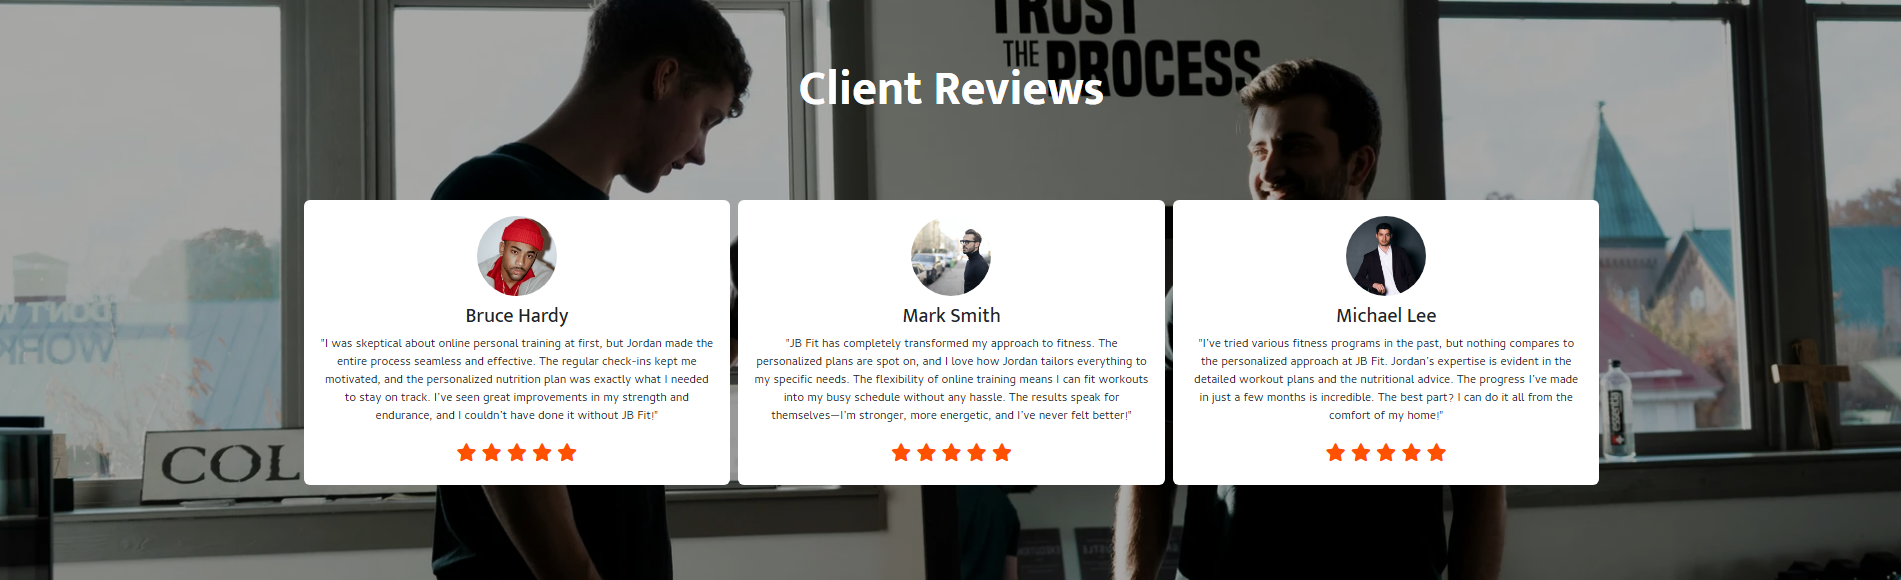 TRUST
THE PROCESS
Client Reviews
Bruce Hardy
"I was skeptical about online personal training at first, but Jordan made the
entire process seamless and effective. The regular check-ins kept me
motivated, and the personalized nutrition plan was exactly what I needed
to stay on track. I've seen great improvements in my strength and
endurance, and I couldn't have done it without JB Fit!"
Mark Smith
"JB Fit has completely transformed my approach to fitness. The
personalized plans are spot on, and I love how Jordan tailors everything to
my specific needs. The flexibility of online training means I can fit workouts
into my busy schedule without any hassle. The results speak for
themselves—I'm stronger, more energetic, and I've never felt better!"
Michael Lee
"I've tried various fitness programs in the past, but nothing compares to
the personalized approach at JB Fit. Jordan's expertise is evident in the
detailed workout plans and the nutritional advice. The progress I've made
in just a few months is incredible. The best part? I can do it all from the
comfort of my home!"
DON'T W
WORK
COL
essentia